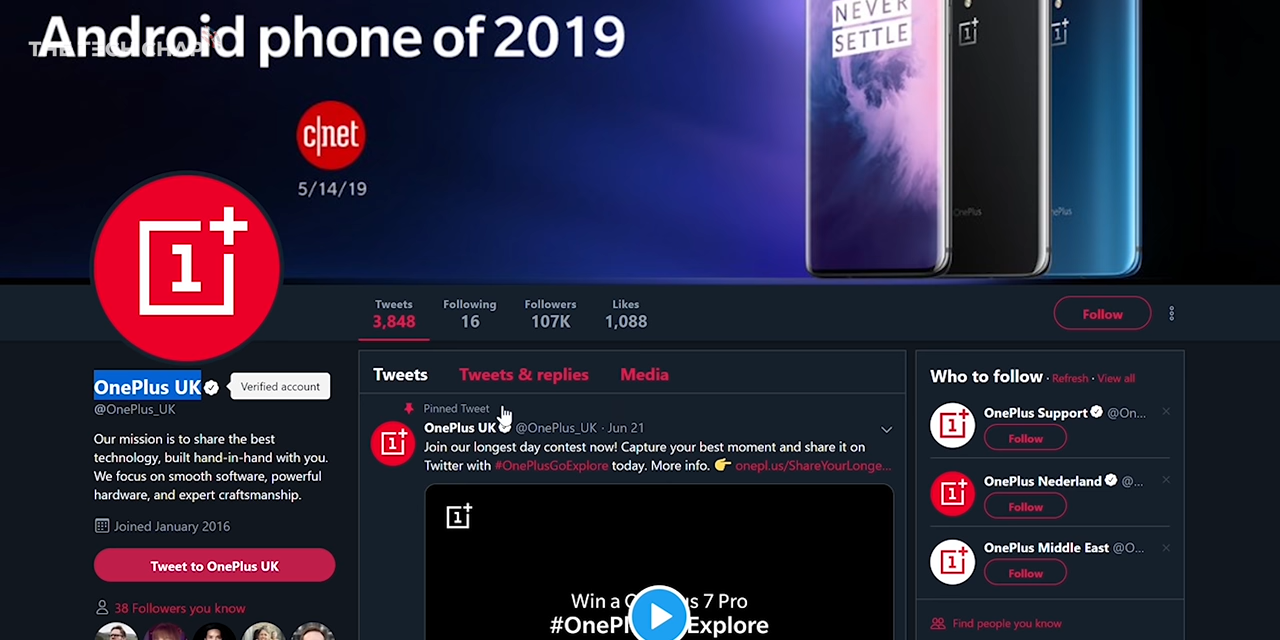 Android phone of 2019
THE TECH CHAP
NEVER
SETTLE
c|net
5/14/19
OnePlus
Tweets
3,848
Following
16
Followers
107K
Likes
1,088
Follow
OnePlus UK
Verified account
@OnePlus_UK
Our mission is to share the best
technology, built hand-in-hand with you.
We focus on smooth software, powerful
hardware, and expert craftsmanship.
Joined January 2016
Tweet to OnePlus UK
38 Followers you know
Tweets Tweets & replies Media
Pinned Tweet
OnePlus UK @OnePlus_UK · Jun 21
Join our longest day contest now! Capture your best moment and share it on
Twitter with #OnePlusGoExplore today. More info. 👉 onepl.us/ShareYourLonge...
Win a O s 7 Pro
#OnePl Explore
Who to follow · Refresh · View all
OnePlus Support @On...
Follow
OnePlus Nederland @...
Follow
OnePlus Middle East @O...
Follow
Find people you know